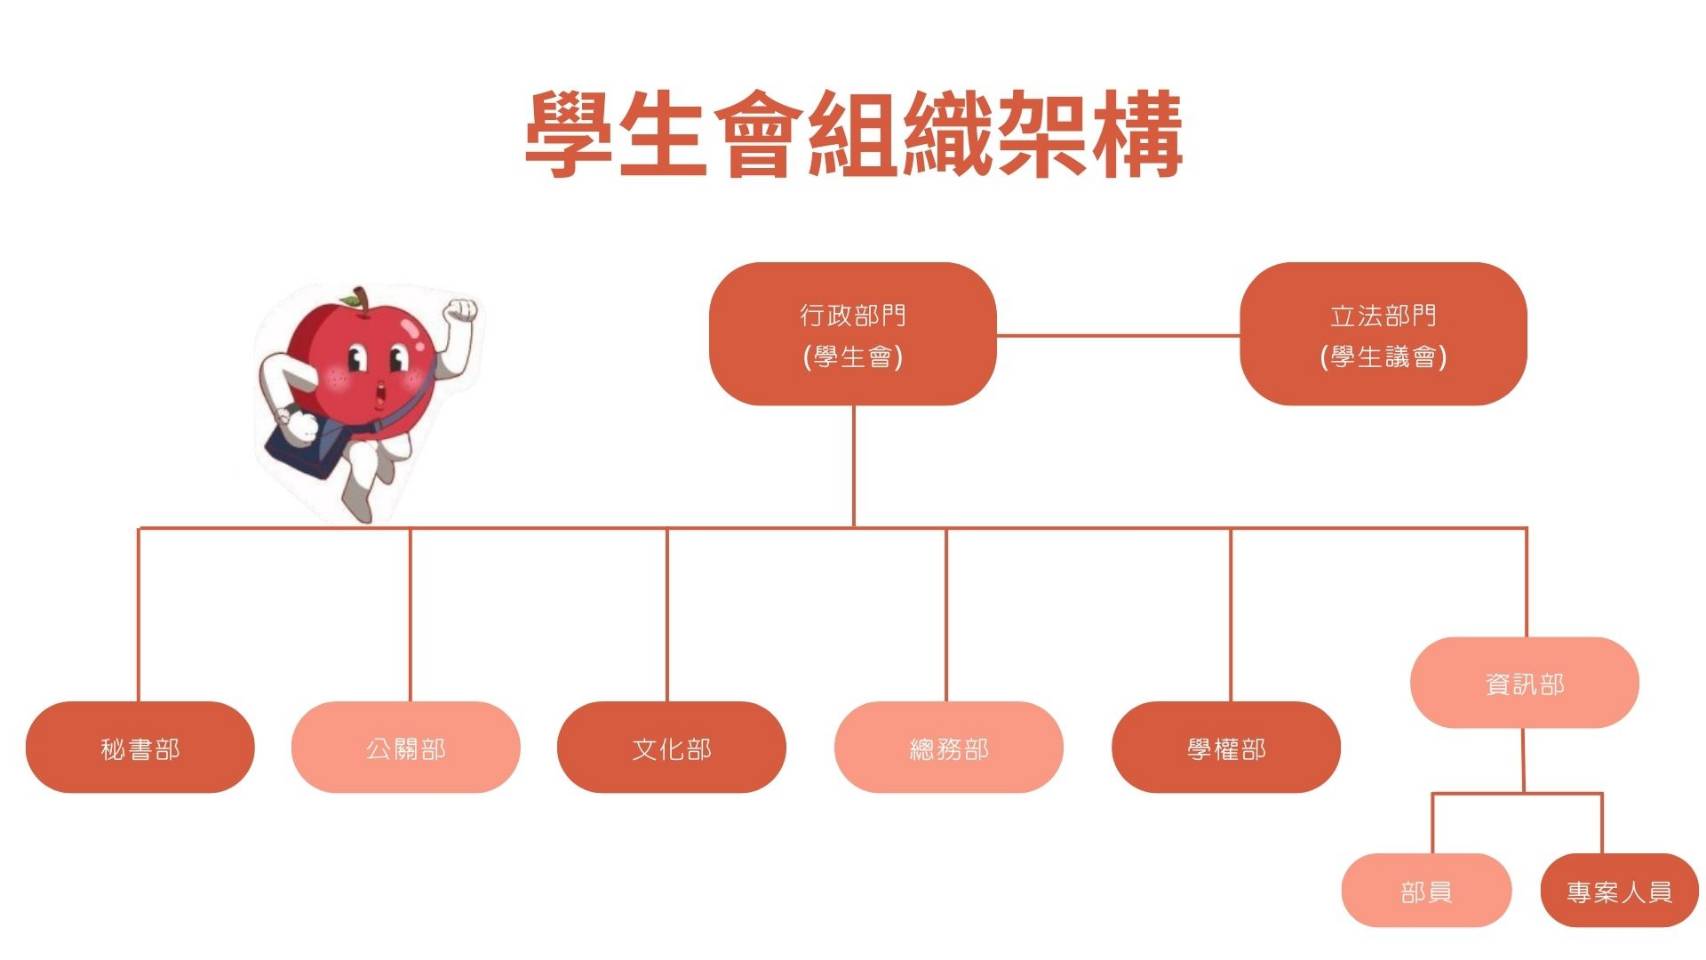 學生會組織架構
行政部門
(學生會)
立法部門
(學生議會)
資訊部
秘書部
公關部
文化部
總務部
學權部
部員
專案人員